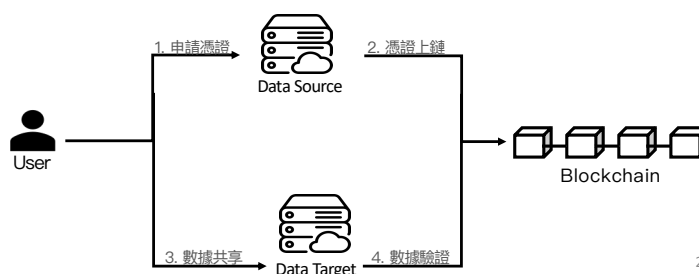 1. 申請憑證
2. 憑證上鏈
Data Source
User
Blockchain
3. 數據共享
4. 數據驗證
Data Target